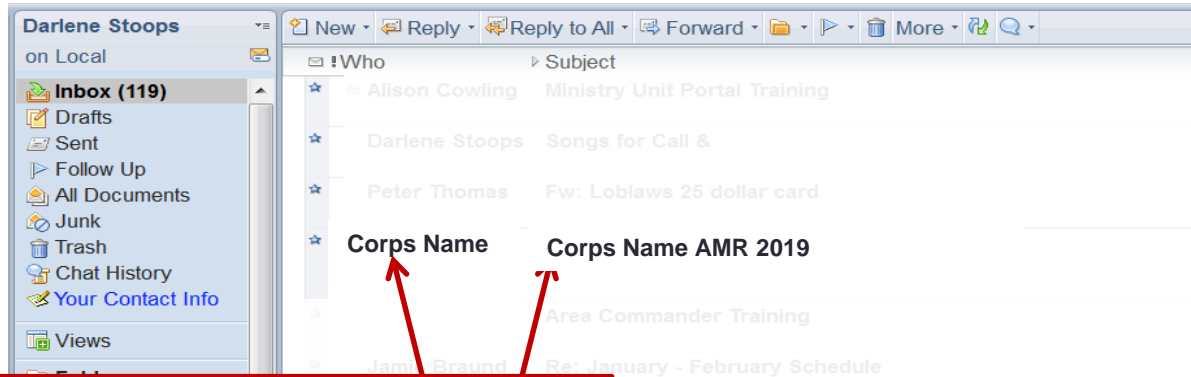 Darlene Stoops
on Local
Inbox (119)
Drafts
Sent
Follow Up
All Documents
Junk
Trash
Chat History
Your Contact Info
Views
New Reply Reply to All Forward More
! Who Subject
Alison Cowling Ministry Unit Portal Training
Darlene Stoops Songs for Call &
Peter Thomas Fw: Loblaws 25 dollar card
Corps Name Corps Name AMR 2019
Area Commander Training
Jamie Braund Re: January - February Schedule